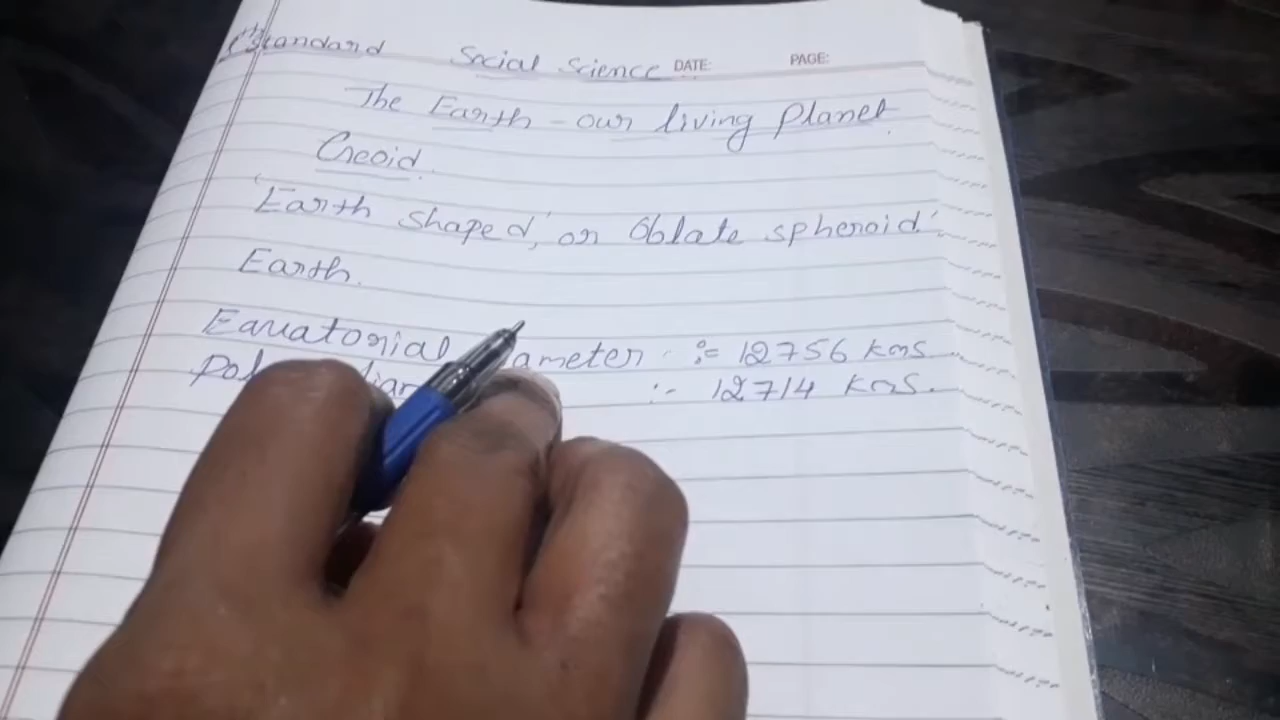 Standard Social Science DATE: PAGE:
The Earth - our living Planet
Geoid.
'Earth shaped', or Oblate spheroid'
Earth.
Equatorial :- 12756 kms
:- 12714 kms.